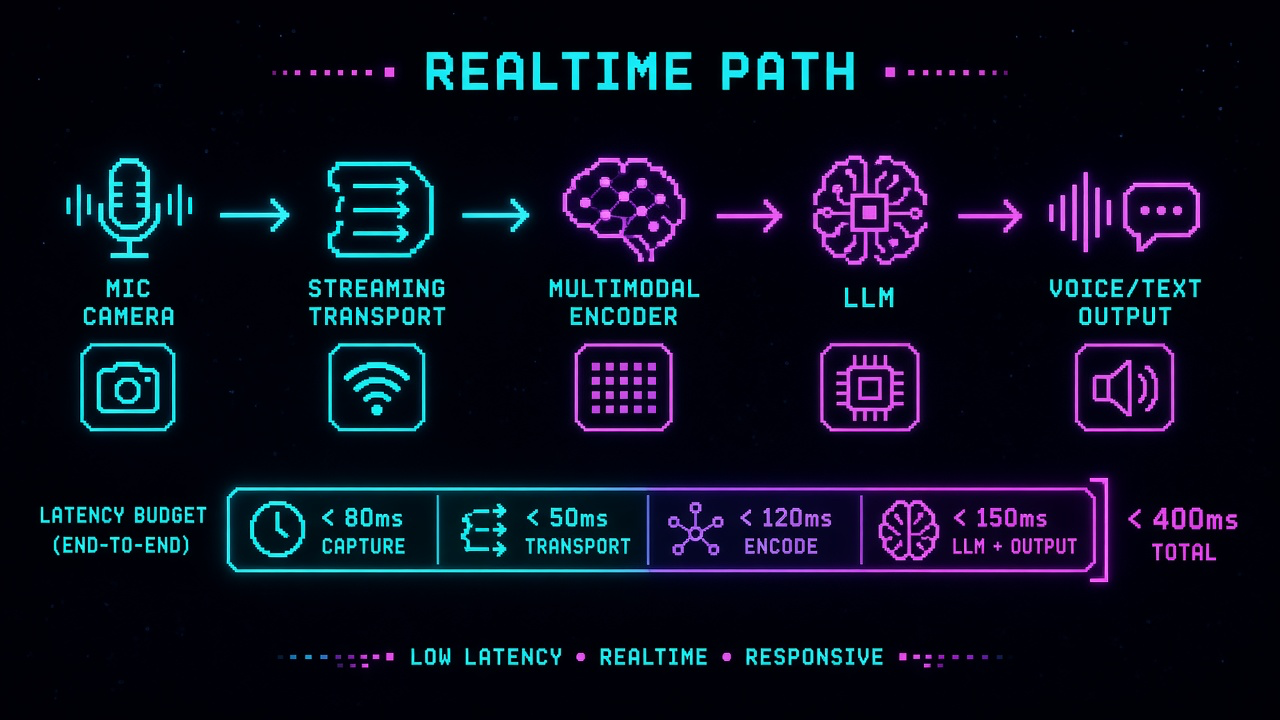 REALTIME PATH
MIC
CAMERA
STREAMING
TRANSPORT
MULTIMODAL
ENCODER
LLM
VOICE/TEXT
OUTPUT
LATENCY BUDGET
(END-TO-END)
< 80ms
CAPTURE
< 50ms
TRANSPORT
< 120ms
ENCODE
< 150ms
LLM + OUTPUT
< 400ms
TOTAL
LOW LATENCY • REALTIME • RESPONSIVE